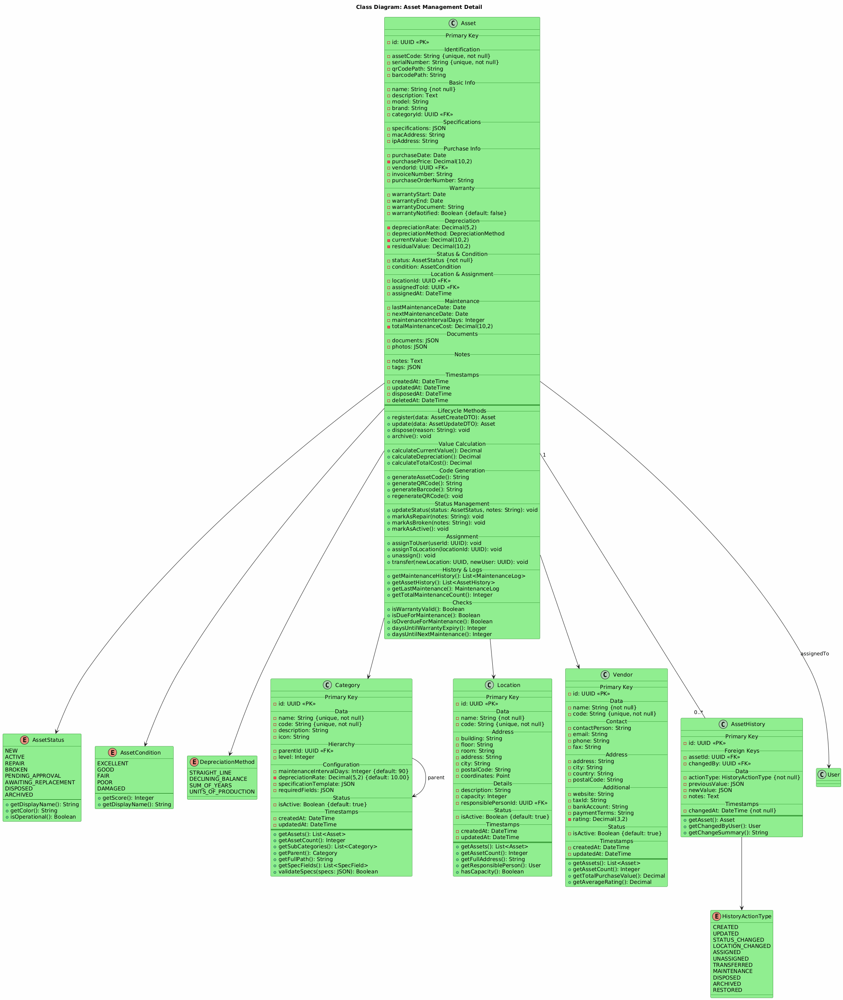 Class Diagram: Asset Management Detail
C Asset
Primary Key
id: UUID «PK»
Identification
assetCode: String {unique, not null}
serialNumber: String {unique, not null}
qrCodePath: String
barcodePath: String
Basic Info
name: String {not null}
description: Text
model: String
brand: String
categoryId: UUID «FK»
Specifications
specifications: JSON
macAddress: String
ipAddress: String
Purchase Info
purchaseDate: Date
purchasePrice: Decimal(10,2)
vendorId: UUID «FK»
invoiceNumber: String
purchaseOrderNumber: String
Warranty
warrantyStart: Date
warrantyEnd: Date
warrantyDocument: String
warrantyNotified: Boolean {default: false}
Depreciation
depreciationRate: Decimal(5,2)
depreciationMethod: DepreciationMethod
currentValue: Decimal(10,2)
residualValue: Decimal(10,2)
Status & Condition
status: AssetStatus {not null}
condition: AssetCondition
Location & Assignment
locationId: UUID «FK»
assignedToId: UUID «FK»
assignedAt: DateTime
Maintenance
lastMaintenanceDate: Date
nextMaintenanceDate: Date
maintenanceIntervalDays: Integer
totalMaintenanceCost: Decimal(10,2)
Documents
documents: JSON
photos: JSON
Notes
notes: Text
tags: JSON
Timestamps
createdAt: DateTime
updatedAt: DateTime
disposedAt: DateTime
deletedAt: DateTime
Lifecycle Methods
register(data: AssetCreateDTO): Asset
update(data: AssetUpdateDTO): Asset
dispose(reason: String): void
archive(): void
Value Calculation
calculateCurrentValue(): Decimal
calculateDepreciation(): Decimal
calculateTotalCost(): Decimal
Code Generation
generateAssetCode(): String
generateQRCode(): String
generateBarcode(): String
regenerateQRCode(): void
Status Management
updateStatus(status: AssetStatus, notes: String): void
markAsRepair(notes: String): void
markAsBroken(notes: String): void
markAsActive(): void
Assignment
assignToUser(userId: UUID): void
assignToLocation(locationId: UUID): void
unassign(): void
transfer(newLocation: UUID, newUser: UUID): void
History & Logs
getMaintenanceHistory(): List<MaintenanceLog>
getAssetHistory(): List<AssetHistory>
getLastMaintenance(): MaintenanceLog
getTotalMaintenanceCount(): Integer
Checks
isWarrantyValid(): Boolean
isDueForMaintenance(): Boolean
isOverdueForMaintenance(): Boolean
daysUntilWarrantyExpiry(): Integer
daysUntilNextMaintenance(): Integer
1
0..*
assignedTo
E AssetStatus
NEW
ACTIVE
REPAIR
BROKEN
PENDING_APPROVAL
AWAITING_REPLACEMENT
DISPOSED
ARCHIVED
getDisplayName(): String
getColor(): String
isOperational(): Boolean
E AssetCondition
EXCELLENT
GOOD
FAIR
POOR
DAMAGED
getScore(): Integer
getDisplayName(): String
E DepreciationMethod
STRAIGHT_LINE
DECLINING_BALANCE
SUM_OF_YEARS
UNITS_OF_PRODUCTION
C Category
Primary Key
id: UUID «PK»
Data
name: String {unique, not null}
code: String {unique, not null}
description: String
icon: String
Hierarchy
parentId: UUID «FK»
level: Integer
Configuration
maintenanceIntervalDays: Integer {default: 90}
depreciationRate: Decimal(5,2) {default: 10.00}
specificationTemplate: JSON
requiredFields: JSON
Status
isActive: Boolean {default: true}
Timestamps
createdAt: DateTime
updatedAt: DateTime
getAssets(): List<Asset>
getAssetCount(): Integer
getSubCategories(): List<Category>
getParent(): Category
getFullPath(): String
getSpecFields(): List<SpecField>
validateSpecs(specs: JSON): Boolean
parent
C Location
Primary Key
id: UUID «PK»
Data
name: String {not null}
code: String {unique, not null}
Address
building: String
floor: String
room: String
address: String
city: String
postalCode: String
coordinates: Point
Details
description: String
capacity: Integer
responsiblePersonId: UUID «FK»
Status
isActive: Boolean {default: true}
Timestamps
createdAt: DateTime
updatedAt: DateTime
getAssets(): List<Asset>
getAssetCount(): Integer
getFullAddress(): String
getResponsiblePerson(): User
hasCapacity(): Boolean
C Vendor
Primary Key
id: UUID «PK»
Data
name: String {not null}
code: String {unique, not null}
Contact
contactPerson: String
email: String
phone: String
fax: String
Address
address: String
city: String
country: String
postalCode: String
Additional
website: String
taxId: String
bankAccount: String
paymentTerms: String
rating: Decimal(3,2)
Status
isActive: Boolean {default: true}
Timestamps
createdAt: DateTime
updatedAt: DateTime
getAssets(): List<Asset>
getAssetCount(): Integer
getTotalPurchaseValue(): Decimal
getAverageRating(): Decimal
C AssetHistory
Primary Key
id: UUID «PK»
Foreign Keys
assetId: UUID «FK»
changedBy: UUID «FK»
Data
actionType: HistoryActionType {not null}
previousValue: JSON
newValue: JSON
notes: Text
Timestamps
changedAt: DateTime {not null}
getAsset(): Asset
getChangedByUser(): User
getChangeSummary(): String
C User
E HistoryActionType
CREATED
UPDATED
STATUS_CHANGED
LOCATION_CHANGED
ASSIGNED
UNASSIGNED
TRANSFERRED
MAINTENANCE
DISPOSED
ARCHIVED
RESTORED